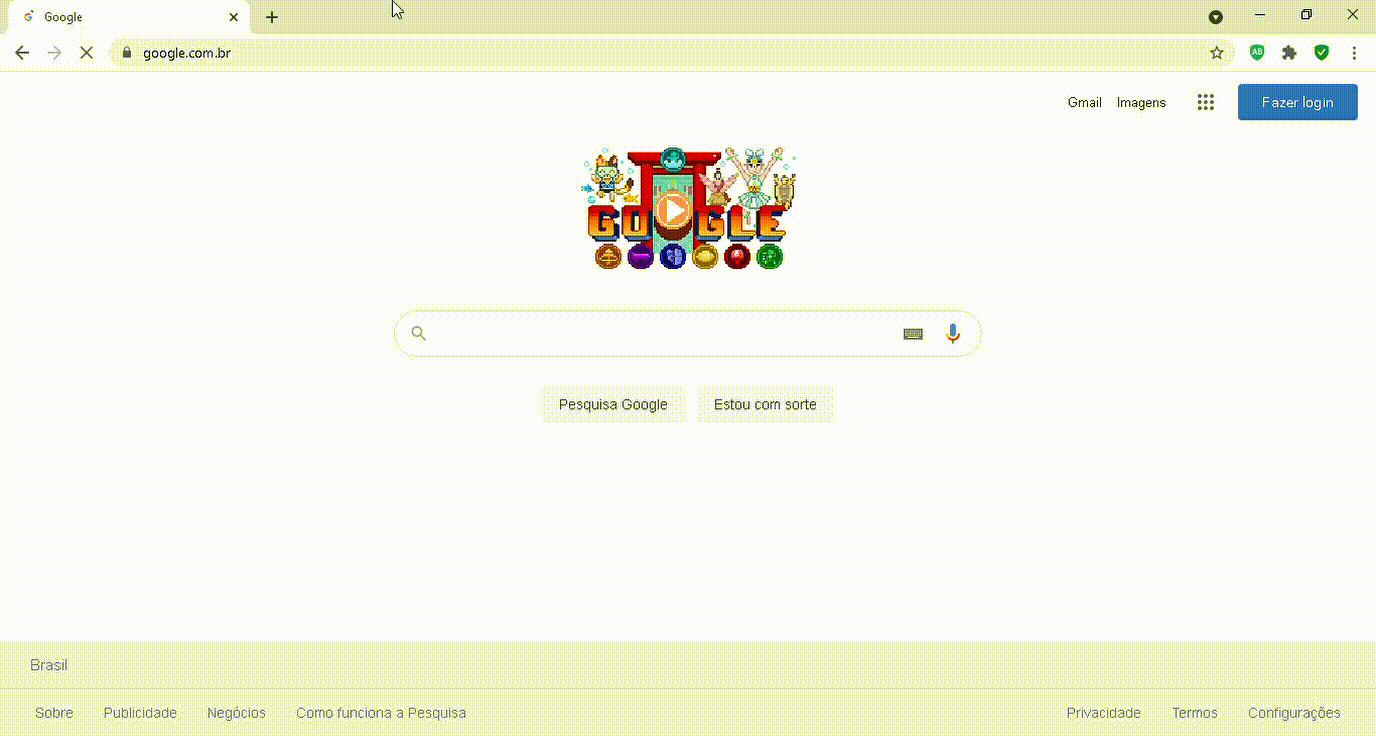 Google
google.com.br
Gmail Imagens Fazer login
GOOGLE
Pesquisa Google Estou com sorte
Brasil
Sobre Publicidade Negócios Como funciona a Pesquisa Privacidade Termos Configurações